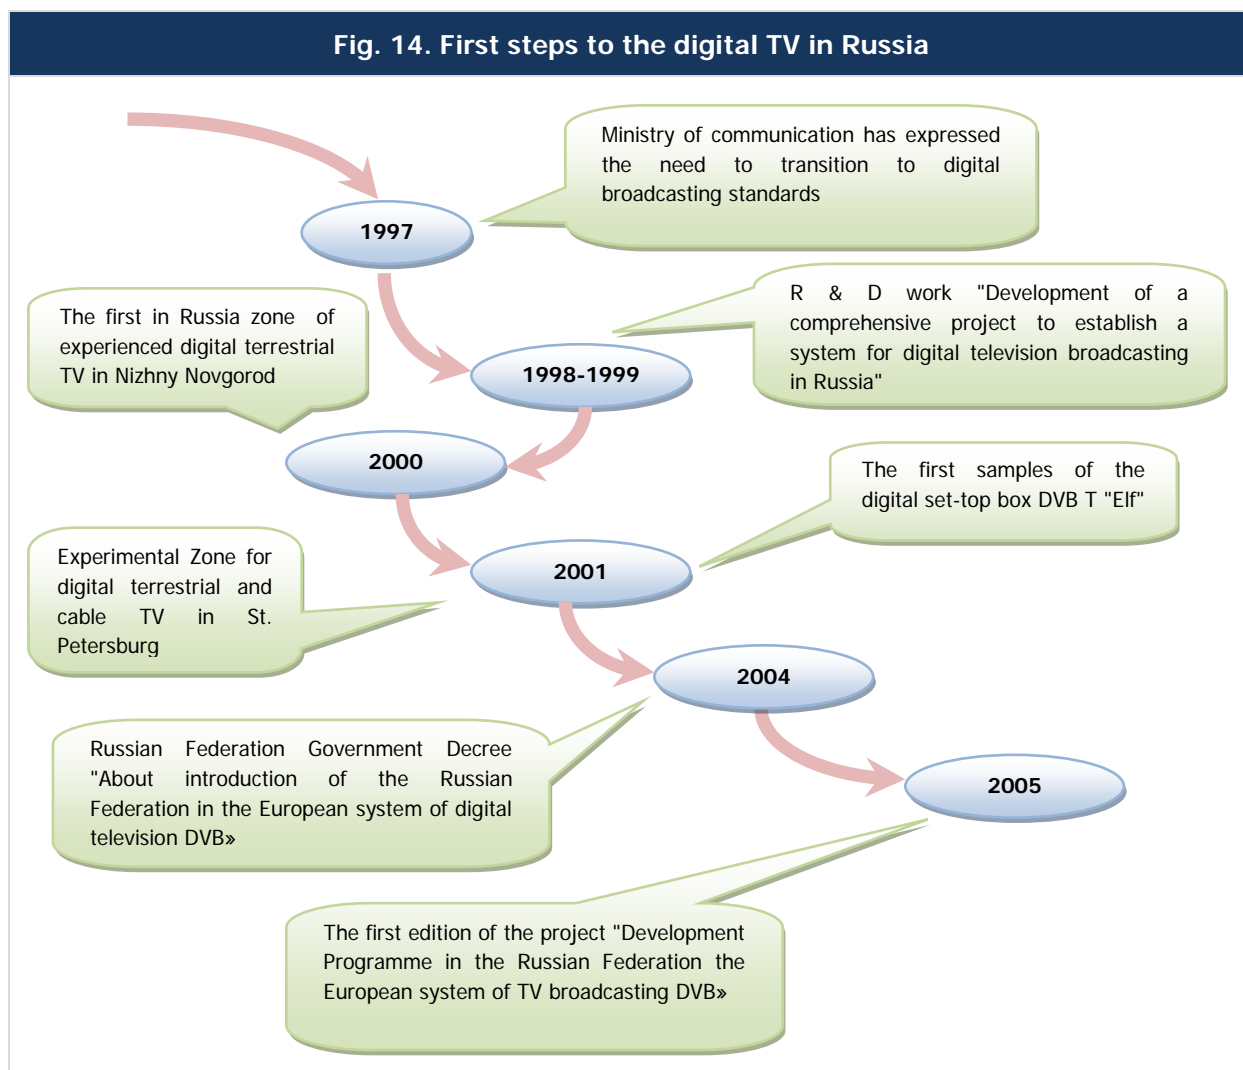 Fig. 14. First steps to the digital TV in Russia
Ministry of communication has expressed
the need to transition to digital
broadcasting standards
1997
R & D work "Development of a
comprehensive project to establish a
system for digital television broadcasting
in Russia"
1998-1999
The first in Russia zone of
experienced digital terrestrial
TV in Nizhny Novgorod
2000
The first samples of the
digital set-top box DVB T "Elf"
Experimental Zone for
digital terrestrial and
cable TV in St.
Petersburg
2001
2004
Russian Federation Government Decree
"About introduction of the Russian
Federation in the European system of digital
television DVB»
2005
The first edition of the project "Development
Programme in the Russian Federation the
European system of TV broadcasting DVB»